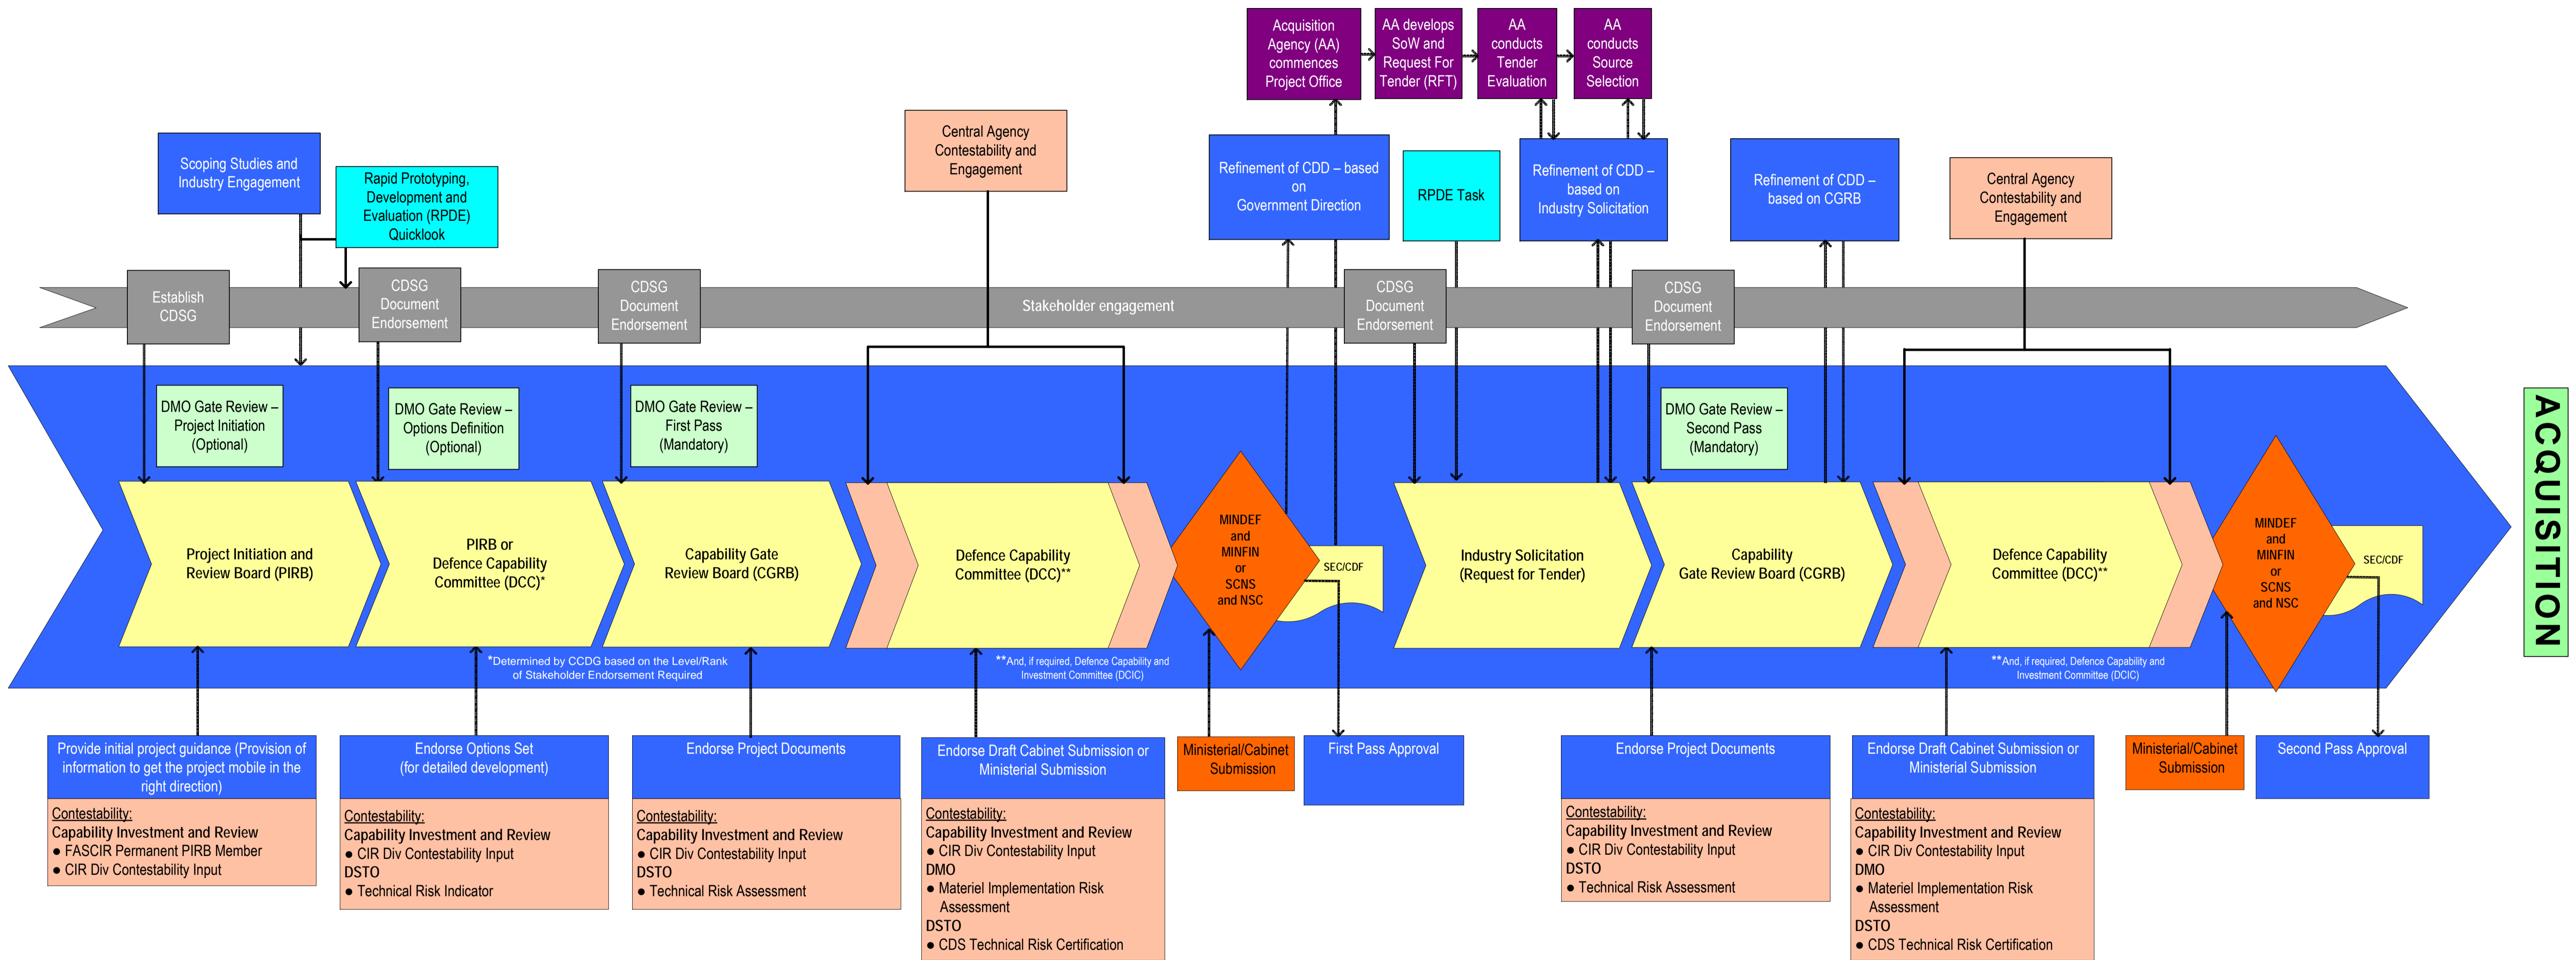 Acquisition
Agency (AA)
commences
Project Office
AA develops
SoW and
Request For
Tender (RFT)
AA
conducts
Tender
Evaluation
AA
conducts
Source
Selection
Scoping Studies and
Industry Engagement
Rapid Prototyping,
Development and
Evaluation (RPDE)
Quicklook
Central Agency
Contestability and
Engagement
Refinement of CDD – based
on
Government Direction
RPDE Task
Refinement of CDD –
based on
Industry Solicitation
Refinement of CDD –
based on CGRB
Central Agency
Contestability and
Engagement
Establish
CDSG
CDSG
Document
Endorsement
CDSG
Document
Endorsement
Stakeholder engagement
CDSG
Document
Endorsement
CDSG
Document
Endorsement
DMO Gate Review –
Project Initiation
(Optional)
DMO Gate Review –
Options Definition
(Optional)
DMO Gate Review –
First Pass
(Mandatory)
DMO Gate Review –
Second Pass
(Mandatory)
Project Initiation and
Review Board (PIRB)
PIRB or
Defence Capability
Committee (DCC)*
Capability Gate
Review Board (CGRB)
Defence Capability
Committee (DCC)**
MINDEF
and
MINFIN
or
SCNS
and NSC
SEC/CDF
Industry Solicitation
(Request for Tender)
Capability
Gate Review Board (CGRB)
Defence Capability
Committee (DCC)**
MINDEF
and
MINFIN
or
SCNS
and NSC
SEC/CDF
ACQUISITION
*Determined by CCDG based on the Level/Rank
of Stakeholder Endorsement Required
**And, if required, Defence Capability and
Investment Committee (DCIC)
**And, if required, Defence Capability and
Investment Committee (DCIC)
Provide initial project guidance (Provision of
information to get the project mobile in the
right direction)
Contestability:
Capability Investment and Review
● FASCIR Permanent PIRB Member
● CIR Div Contestability Input
Endorse Options Set
(for detailed development)
Contestability:
Capability Investment and Review
● CIR Div Contestability Input
DSTO
● Technical Risk Indicator
Endorse Project Documents
Contestability:
Capability Investment and Review
● CIR Div Contestability Input
DSTO
● Technical Risk Assessment
Endorse Draft Cabinet Submission or
Ministerial Submission
Contestability:
Capability Investment and Review
● CIR Div Contestability Input
DMO
● Materiel Implementation Risk
Assessment
DSTO
● CDS Technical Risk Certification
Ministerial/Cabinet
Submission
First Pass Approval
Endorse Project Documents
Contestability:
Capability Investment and Review
● CIR Div Contestability Input
DSTO
● Technical Risk Assessment
Endorse Draft Cabinet Submission or
Ministerial Submission
Contestability:
Capability Investment and Review
● CIR Div Contestability Input
DMO
● Materiel Implementation Risk
Assessment
DSTO
● CDS Technical Risk Certification
Ministerial/Cabinet
Submission
Second Pass Approval